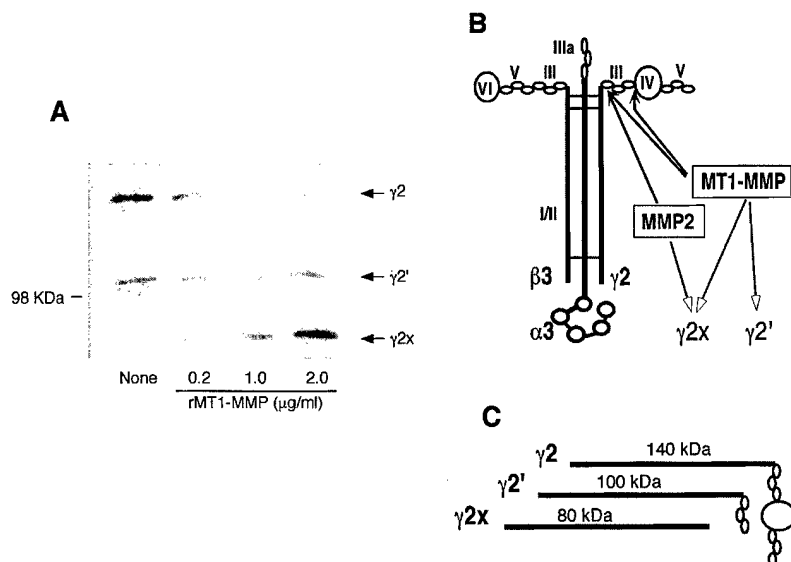 A
γ2
γ2'
98 KDa
γ2x
None 0.2 1.0 2.0
rMT1-MMP (µg/ml)
B
IIIa
V III III IV V
VI
MT1-MMP
I/II
MMP2
β3 γ2
α3
γ2x γ2'
C
γ2 140 kDa
γ2' 100 kDa
γ2x 80 kDa